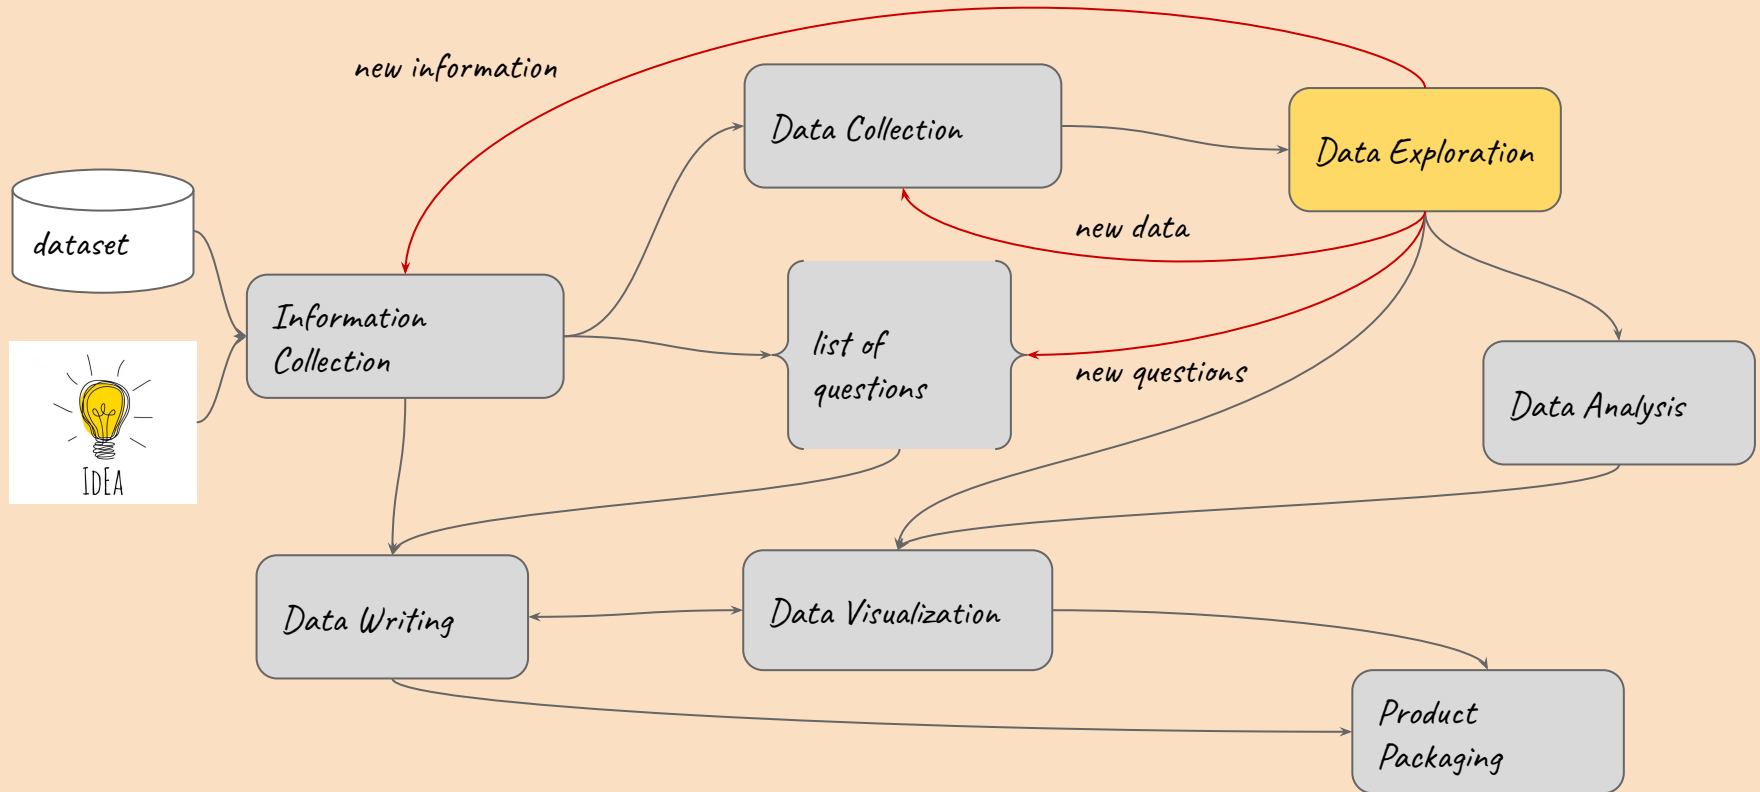 new information
Data Collection
Data Exploration
dataset
new data
Information
Collection
list of
questions
new questions
Data Analysis
IDEA
Data Writing
Data Visualization
Product
Packaging